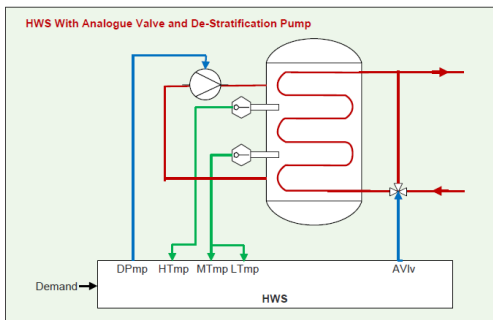 HWS With Analogue Valve and De-Stratification Pump
DPmp HTmp MTmp LTmp AVlv
Demand
HWS